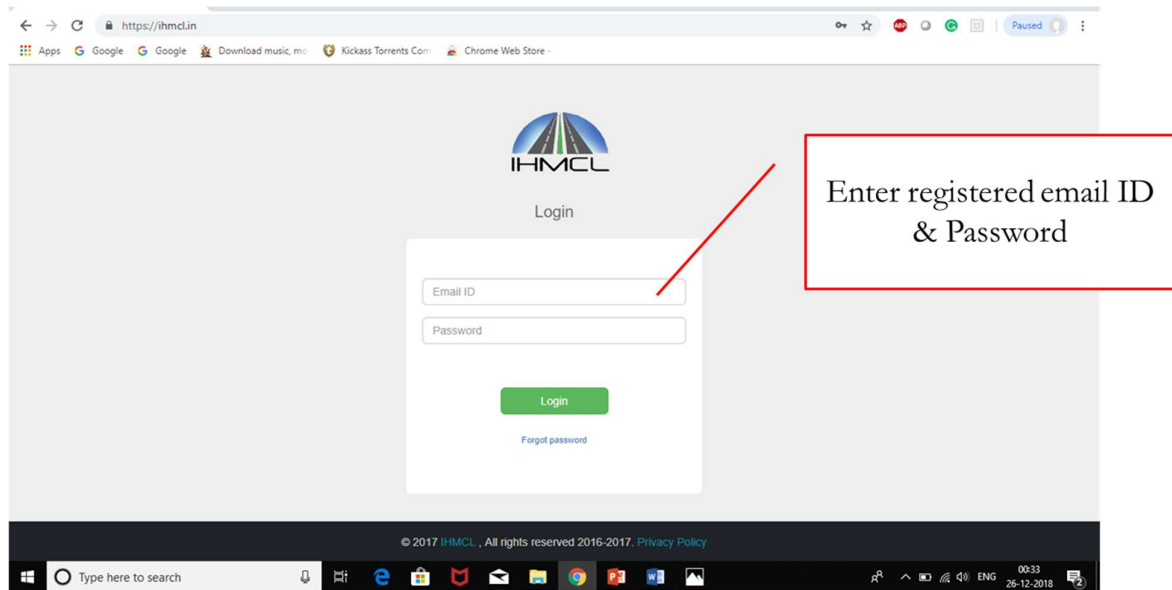 https://ihmcl.in
Paused
Apps Google Google Download music, mo Kickass Torrents Com Chrome Web Store -
ABP
G
IHMCL
Login
Enter registered email ID
& Password
Email ID
Password
Login
Forgot password
© 2017 IHMCL , All rights reserved 2016-2017. Privacy Policy
Type here to search
ENG
00:33
26-12-2018
2